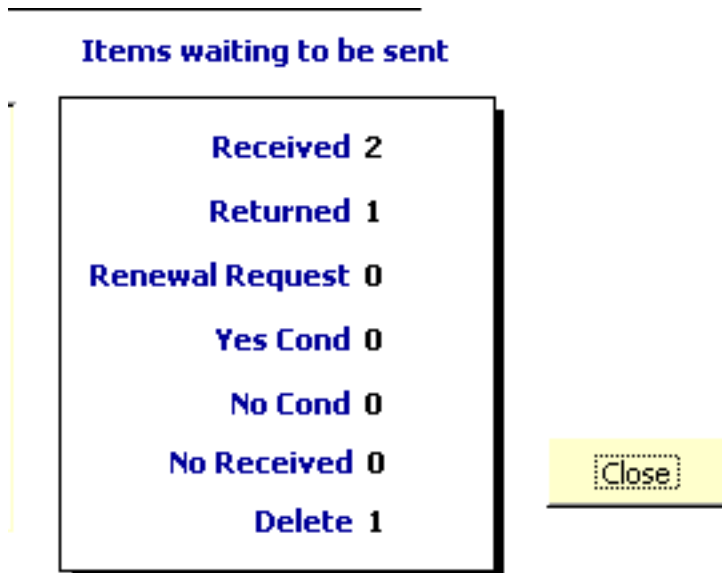 Items waiting to be sent
Received 2
Returned 1
Renewal Request 0
Yes Cond 0
No Cond 0
No Received 0
Close
Delete 1